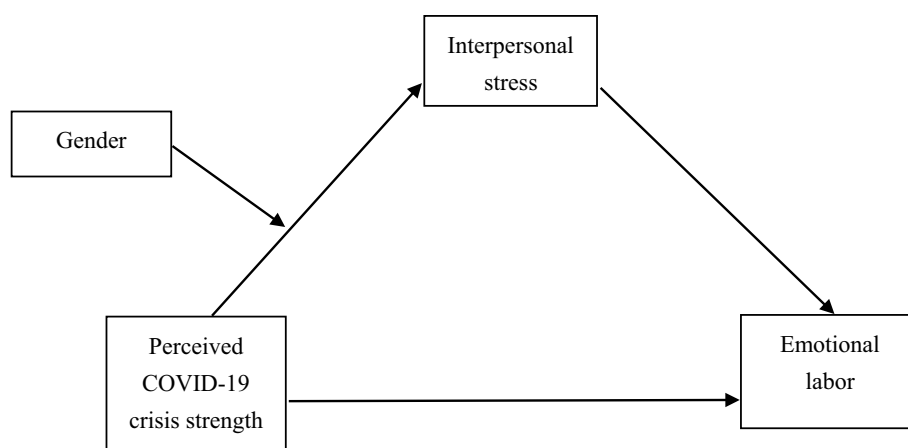 Interpersonal
stress
Gender
Perceived
COVID-19
crisis strength
Emotional
labor